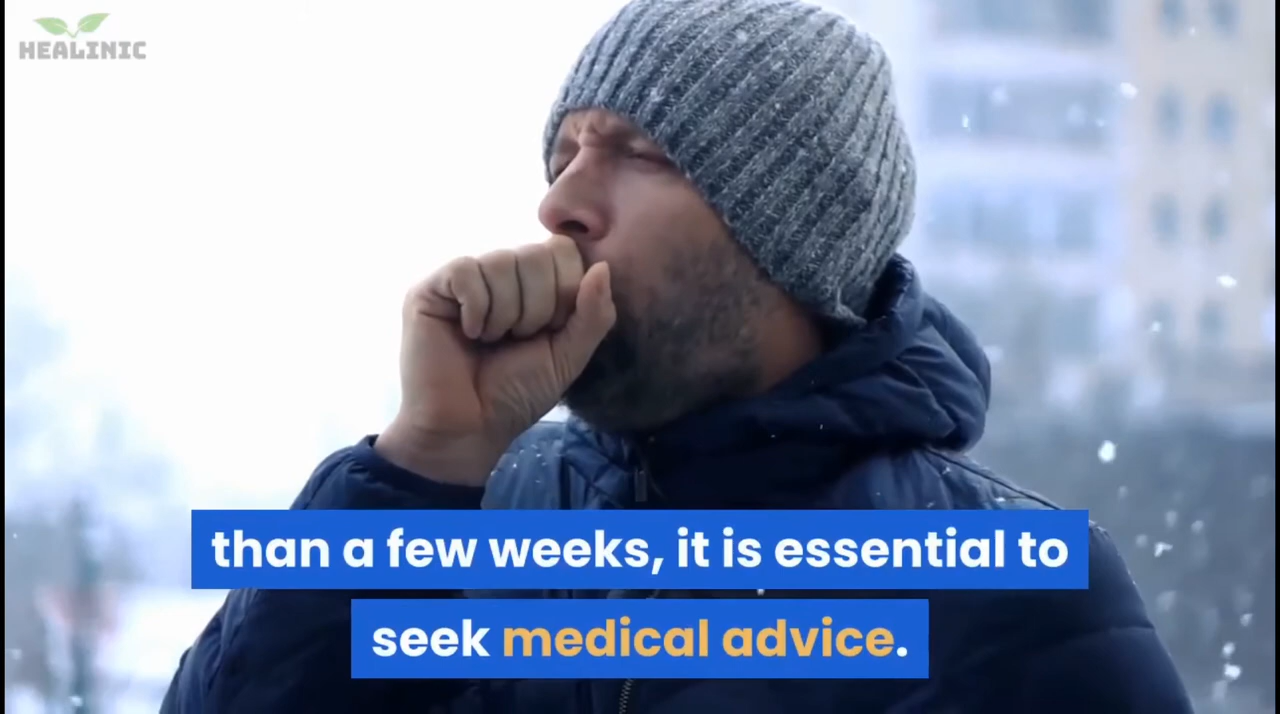 HEALINIC
than a few weeks, it is essential to
seek medical advice.